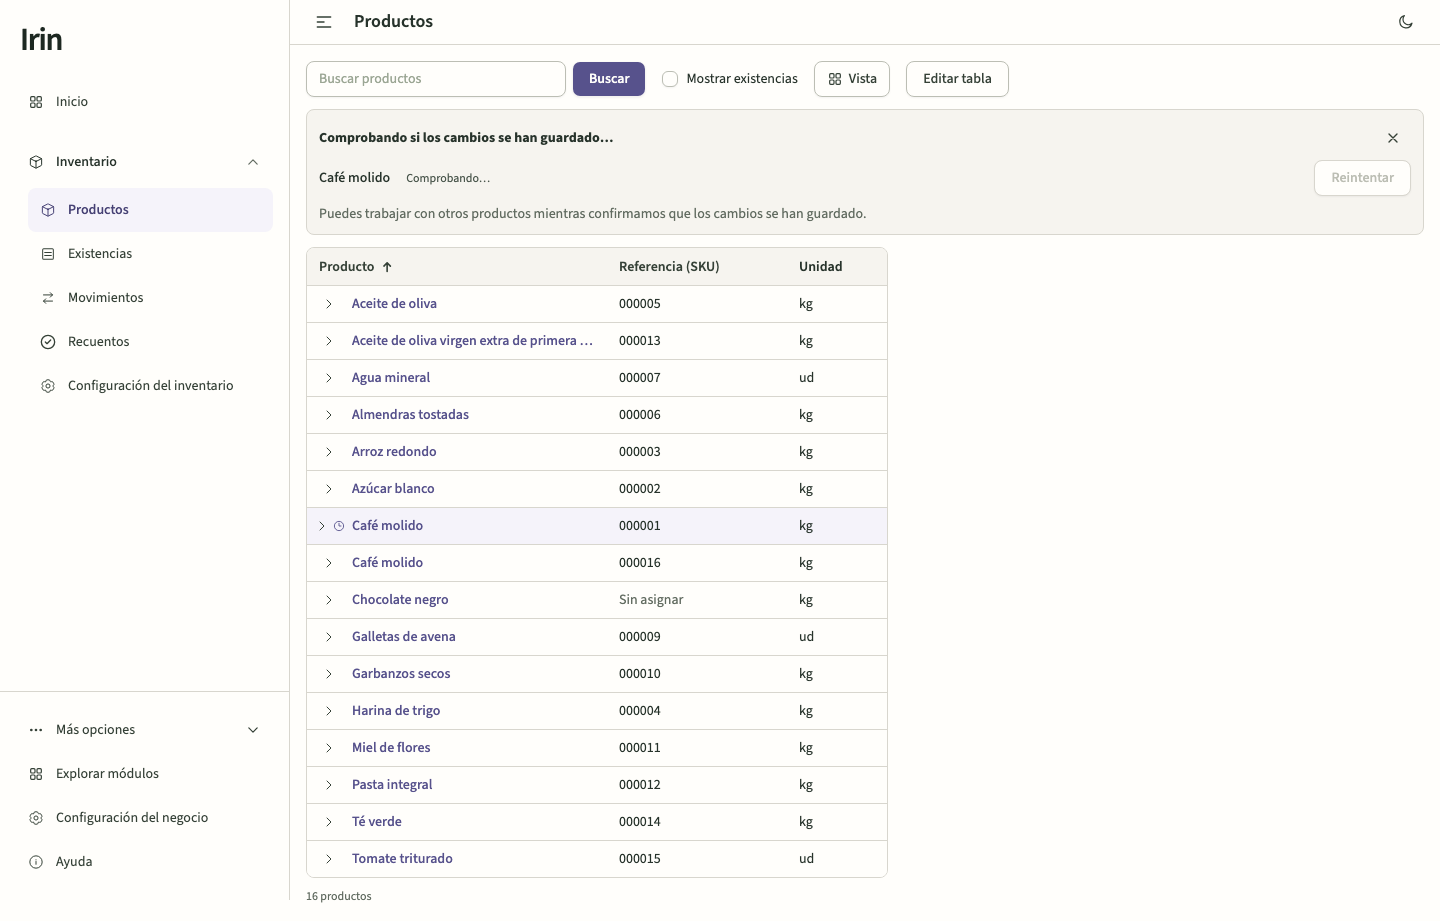 Irin
Productos
Inicio
Inventario
Productos
Existencias
Movimientos
Recuentos
Configuración del inventario
Más opciones
Explorar módulos
Configuración del negocio
Ayuda
Buscar productos Buscar Mostrar existencias Vista Editar tabla
Comprobando si los cambios se han guardado...
Café molido Comprobando... Reintentar
Puedes trabajar con otros productos mientras confirmamos que los cambios se han guardado.
Producto Referencia (SKU) Unidad
Aceite de oliva 000005 kg
Aceite de oliva virgen extra de primera ... 000013 kg
Agua mineral 000007 ud
Almendras tostadas 000006 kg
Arroz redondo 000003 kg
Azúcar blanco 000002 kg
Café molido 000001 kg
Café molido 000016 kg
Chocolate negro Sin asignar kg
Galletas de avena 000009 ud
Garbanzos secos 000010 kg
Harina de trigo 000004 kg
Miel de flores 000011 kg
Pasta integral 000012 kg
Té verde 000014 kg
Tomate triturado 000015 ud
16 productos